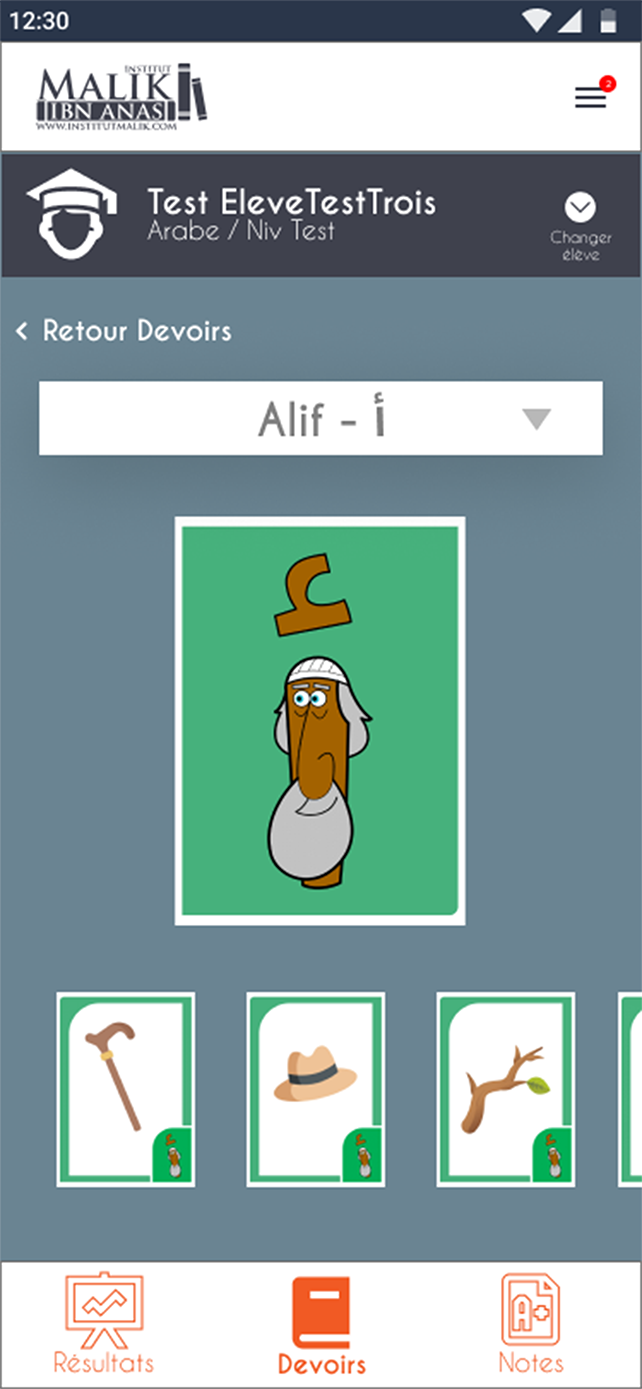 12:30
INSTITUT
MALIK
IBN ANAS
WWW.INSTITUTMALIK.COM
2
Test EleveTestTrois
Arabe / Niv Test
Changer
élève
Retour Devoirs
Alif - أ
A+
Résultats
Devoirs
Notes